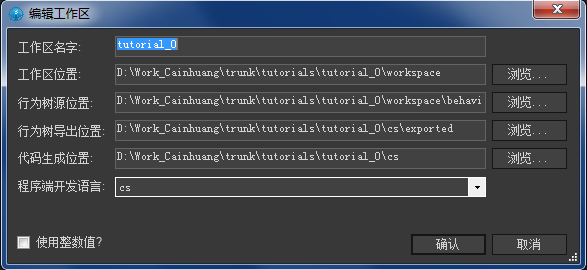 编辑工作区
工作区名字: tutorial_0
工作区位置: D:\Work_Cainhuang\trunk\tutorials\tutorial_0\workspace 浏览...
行为树源位置: D:\Work_Cainhuang\trunk\tutorials\tutorial_0\workspace\behavi 浏览...
行为树导出位置: D:\Work_Cainhuang\trunk\tutorials\tutorial_0\cs\exported 浏览...
代码生成位置: D:\Work_Cainhuang\trunk\tutorials\tutorial_0\cs 浏览...
程序端开发语言: cs
使用整数值? 确认 取消